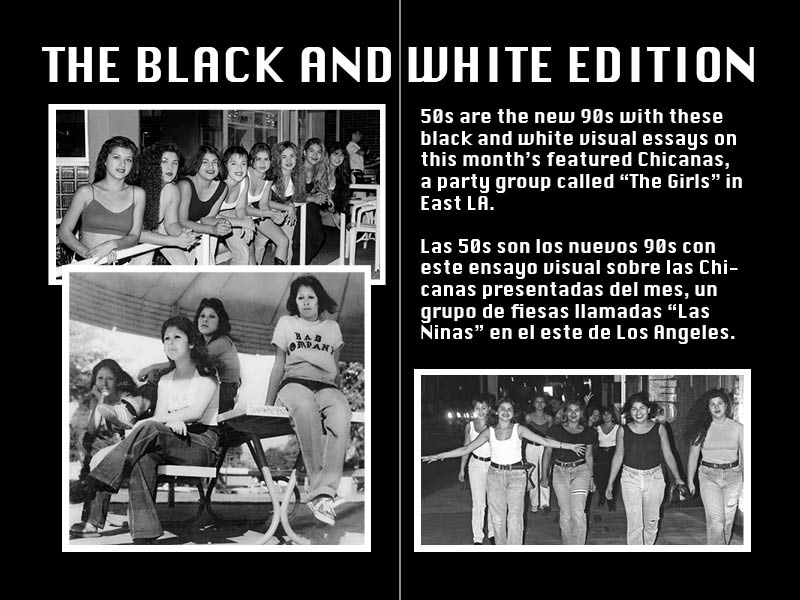 THE BLACK AND WHITE EDITION
50s are the new 90s with these
black and white visual essays on
this month's featured Chicanas,
a party group called “The Girls” in
East LA.
Las 50s son los nuevos 90s con
este ensayo visual sobre las Chi-
canas presentadas del mes, un
grupo de fiesas llamadas “Las
Ninas” en el este de Los Angeles.
BAD
COMPANY